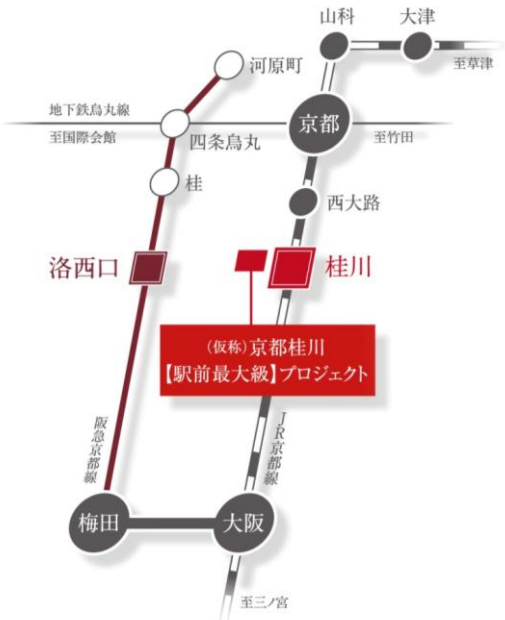 山科
大津
河原町
至草津
地下鉄烏丸線
京都
至国際会館
四条烏丸
至竹田
桂
西大路
洛西口
桂川
(仮称)京都桂川
【駅前最大級】プロジェクト
阪急京都線
JR京都線
梅田
大阪
至三ノ宮